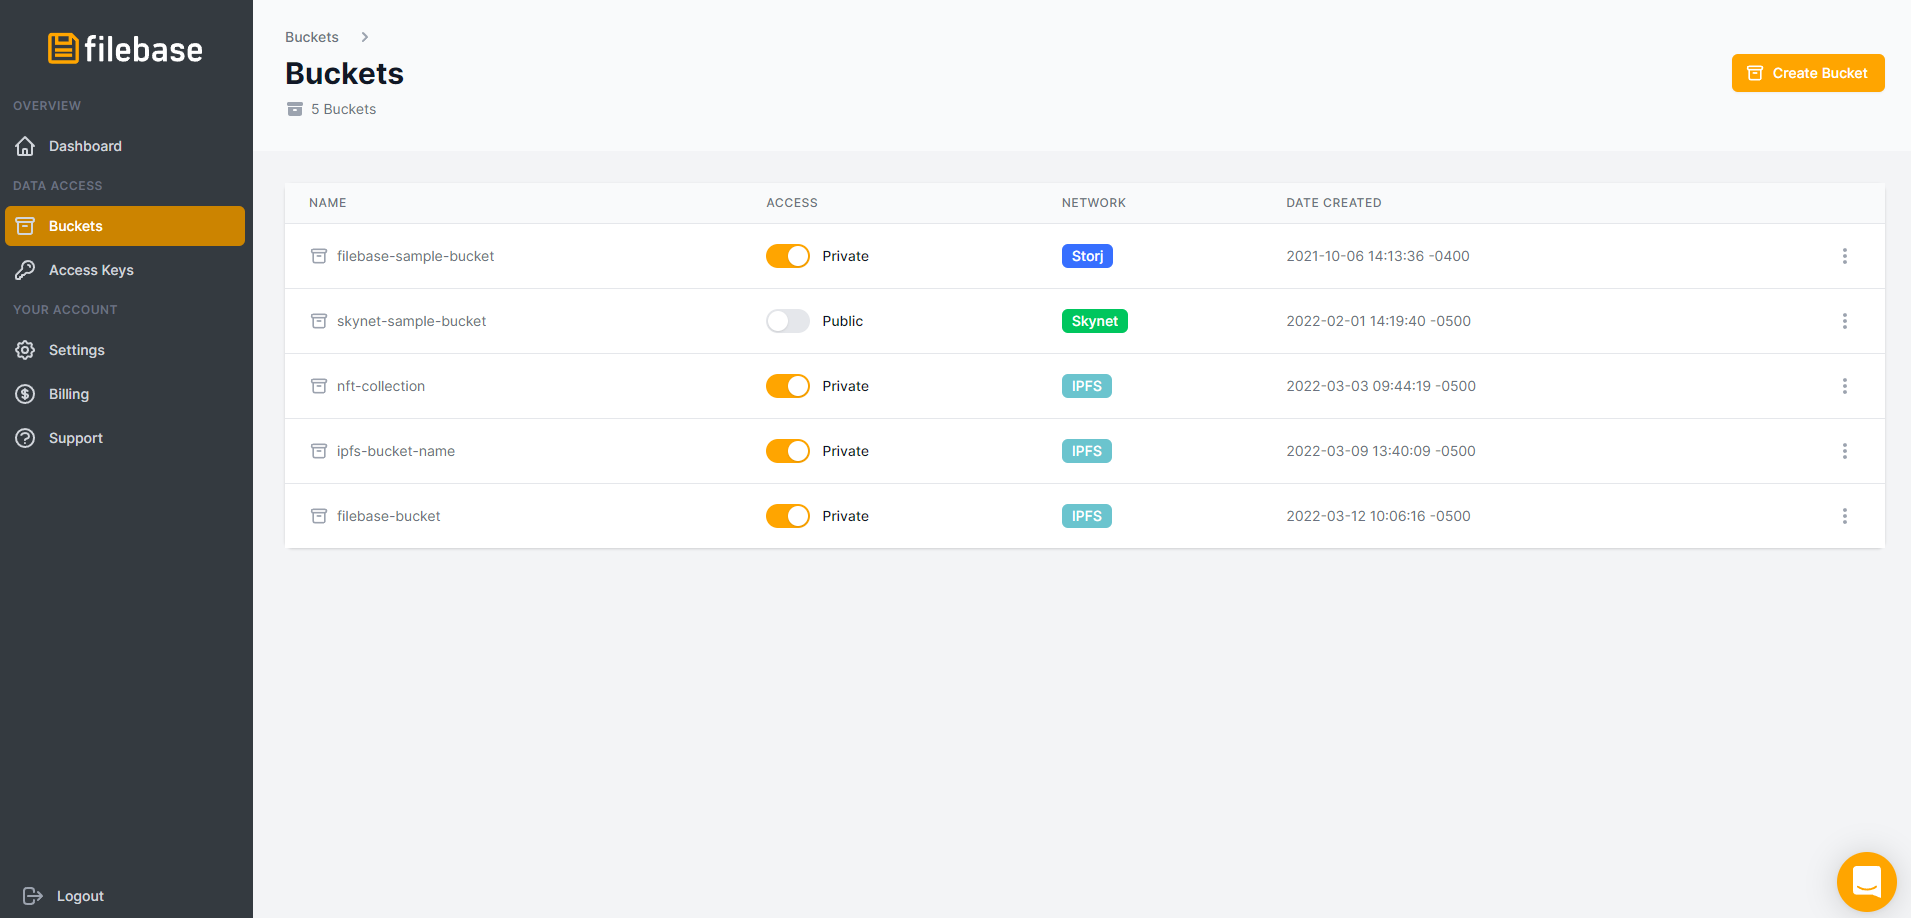 filebase
OVERVIEW
Dashboard
DATA ACCESS
Buckets
Access Keys
YOUR ACCOUNT
Settings
Billing
Support
Logout
Buckets
Buckets
5 Buckets
Create Bucket
NAME ACCESS NETWORK DATE CREATED
filebase-sample-bucket Private Storj 2021-10-06 14:13:36 -0400
skynet-sample-bucket Public Skynet 2022-02-01 14:19:40 -0500
nft-collection Private IPFS 2022-03-03 09:44:19 -0500
ipfs-bucket-name Private IPFS 2022-03-09 13:40:09 -0500
filebase-bucket Private IPFS 2022-03-12 10:06:16 -0500